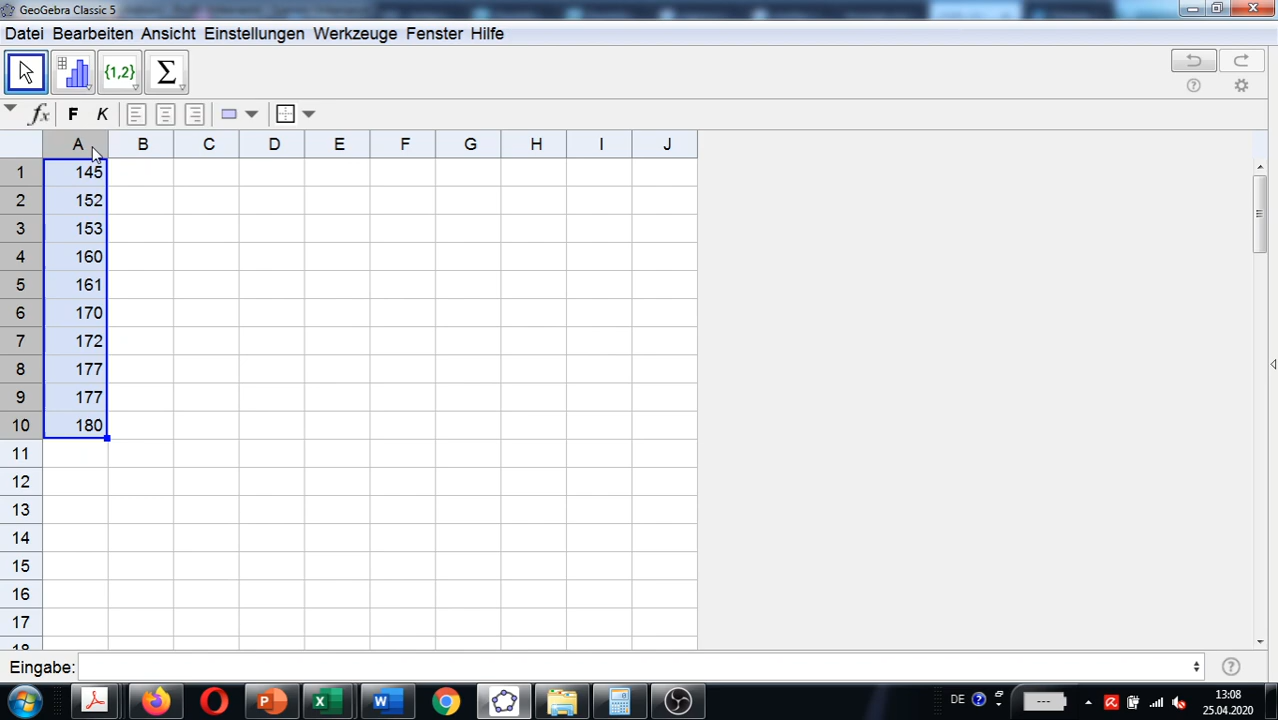 GeoGebra Classic 5
Datei Bearbeiten Ansicht Einstellungen Werkzeuge Fenster Hilfe
{1,2} Σ
fx F K
A B C D E F G H I J
1 145
2 152
3 153
4 160
5 161
6 170
7 172
8 177
9 177
10 180
11
12
13
14
15
16
17
18
Eingabe:
DE 13:08
25.04.2020